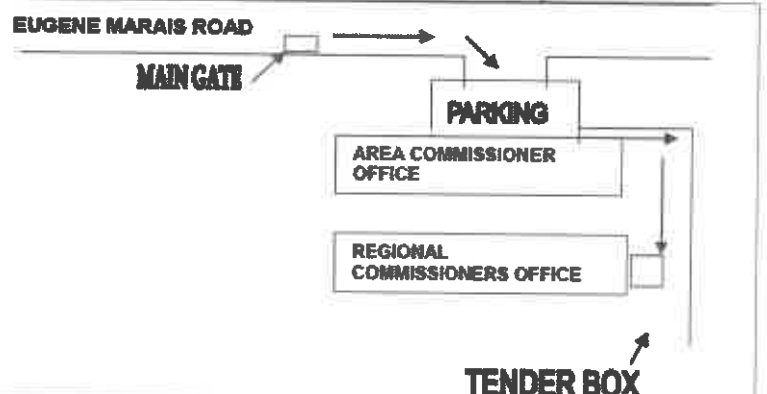 EUGENE MARAIS ROAD
MAIN GATE
PARKING
AREA COMMISSIONER
OFFICE
REGIONAL
COMMISSIONERS OFFICE
TENDER BOX